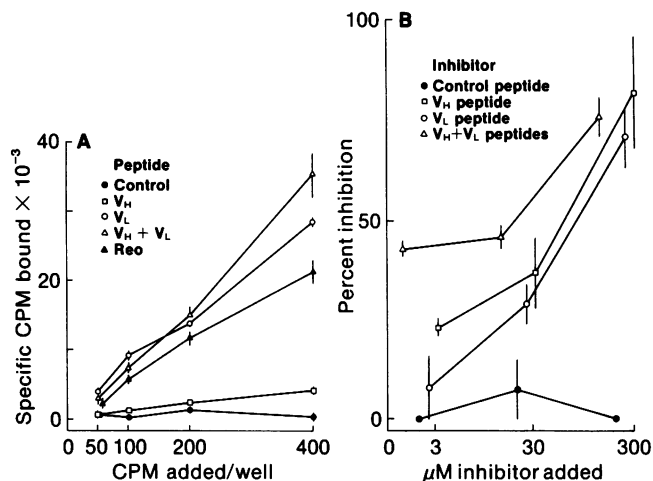 A
Peptide
Control
V_H
V_L
V_H + V_L
Reo
Specific CPM bound × 10⁻³
40
20
0
0 50 100 200 400
CPM added/well
B
Inhibitor
Control peptide
V_H peptide
V_L peptide
V_H+V_L peptides
Percent inhibition
100
50
0
0 3 30 300
μM inhibitor added